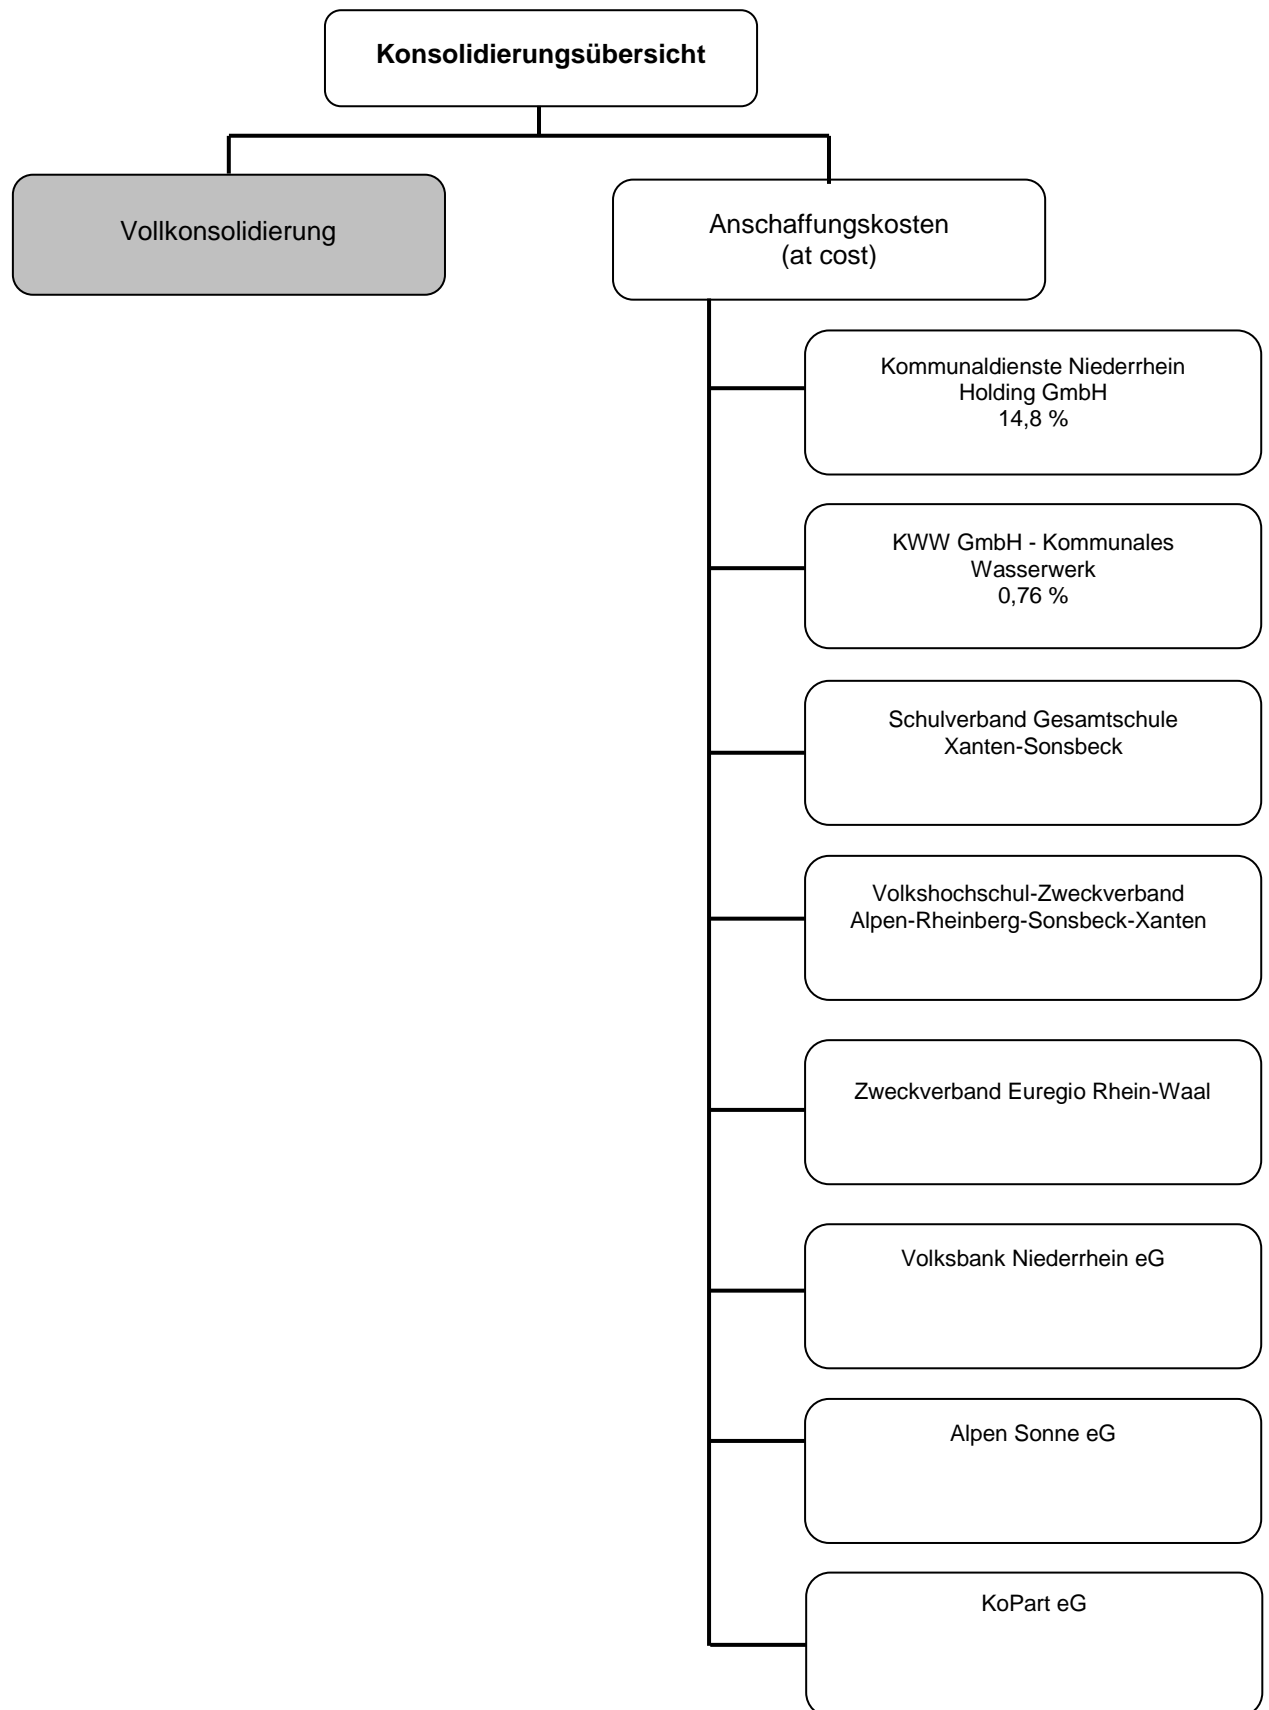 Konsolidierungsübersicht
Vollkonsolidierung
Anschaffungskosten
(at cost)
Kommunaldienste Niederrhein
Holding GmbH
14,8 %
KWW GmbH - Kommunales
Wasserwerk
0,76 %
Schulverband Gesamtschule
Xanten-Sonsbeck
Volkshochschul-Zweckverband
Alpen-Rheinberg-Sonsbeck-Xanten
Zweckverband Euregio Rhein-Waal
Volksbank Niederrhein eG
Alpen Sonne eG
KoPart eG